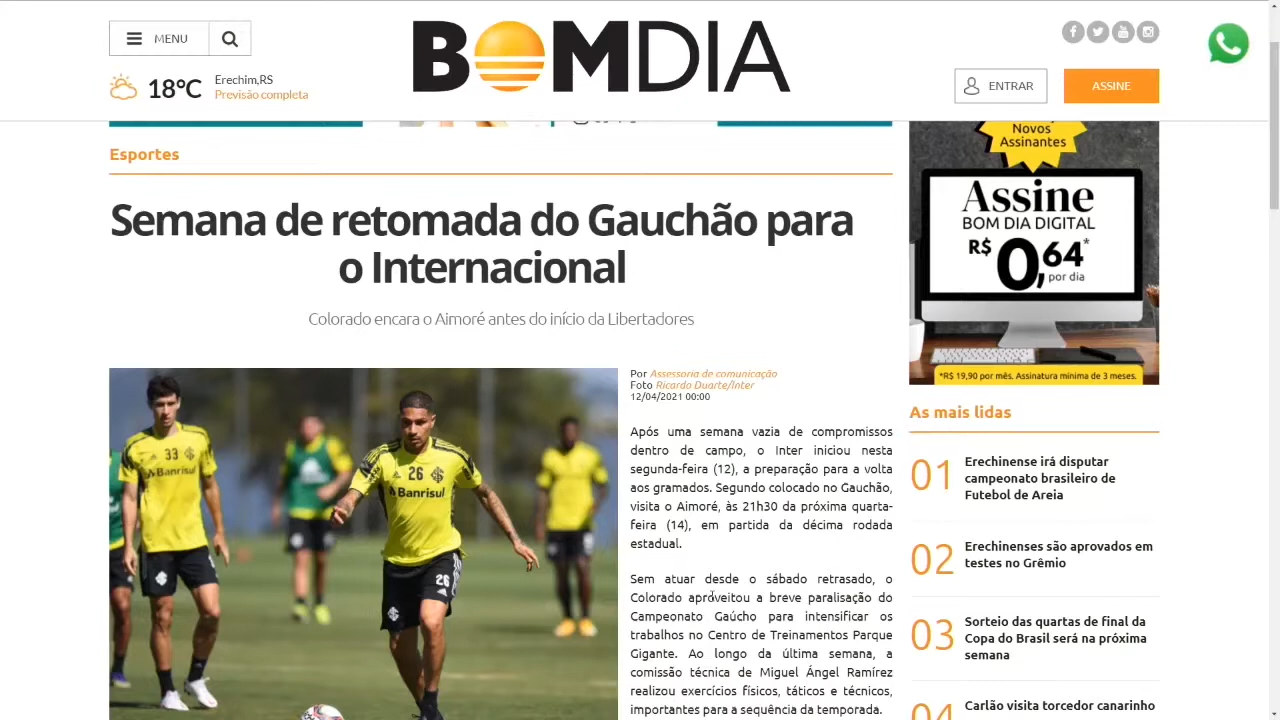 MENU
BOMDIA
18°C
Erechim,RS
Previsão completa
ENTRAR
ASSINE
Esportes
Semana de retomada do Gauchão para
o Internacional
Colorado encara o Aimoré antes do início da Libertadores
33
Banrisul
26
Banrisul
26
Por Assessoria de comunicação
Foto Ricardo Duarte/Inter
12/04/2021 00:00
Após uma semana vazia de compromissos
dentro de campo, o Inter iniciou nesta
segunda-feira (12), a preparação para a volta
aos gramados. Segundo colocado no Gauchão,
visita o Aimoré, às 21h30 da próxima quarta-
feira (14), em partida da décima rodada
estadual.
Sem atuar desde o sábado retrasado, o
Colorado aproveitou a breve paralisação do
Campeonato Gaúcho para intensificar os
trabalhos no Centro de Treinamentos Parque
Gigante. Ao longo da última semana, a
comissão técnica de Miguel Ángel Ramírez
realizou exercícios físicos, táticos e técnicos,
importantes para a sequência da temporada.
Novos
Assinantes
Assine
BOM DIA DIGITAL
R$ 0,64*
por dia
*R$ 19,90 por mês. Assinatura mínima de 3 meses.
As mais lidas
01
Erechinense irá disputar
campeonato brasileiro de
Futebol de Areia
02
Erechinenses são aprovados em
testes no Grêmio
03
Sorteio das quartas de final da
Copa do Brasil será na próxima
semana
04
Carlão visita torcedor canarinho